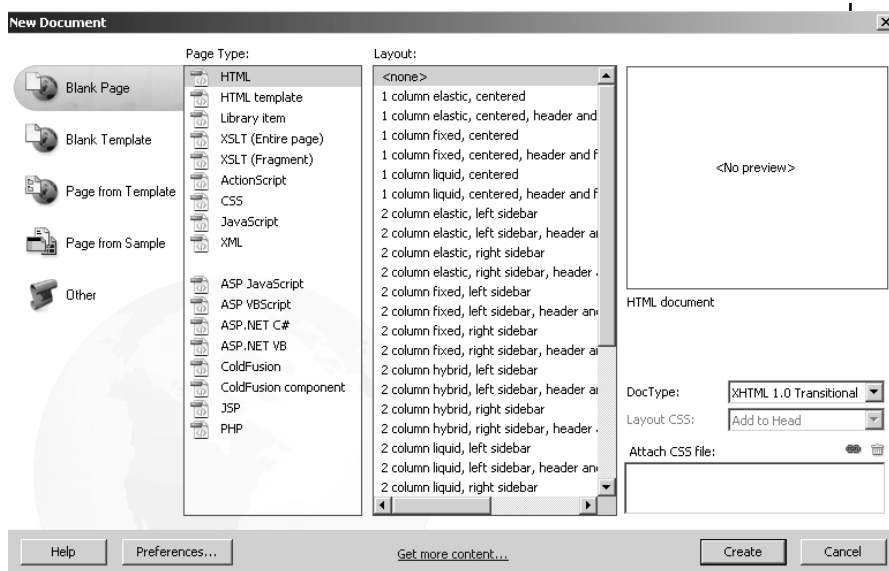 New Document
Page Type:
Layout:
Blank Page
Blank Template
Page from Template
Page from Sample
Other
HTML
HTML template
Library item
XSLT (Entire page)
XSLT (Fragment)
ActionScript
CSS
JavaScript
XML
ASP JavaScript
ASP VBScript
ASP.NET C#
ASP.NET VB
ColdFusion
ColdFusion component
JSP
PHP
<none>
1 column elastic, centered
1 column elastic, centered, header and
1 column fixed, centered
1 column fixed, centered, header and f
1 column liquid, centered
1 column liquid, centered, header and f
2 column elastic, left sidebar
2 column elastic, left sidebar, header a
2 column elastic, right sidebar
2 column elastic, right sidebar, header
2 column fixed, left sidebar
2 column fixed, left sidebar, header an
2 column fixed, right sidebar
2 column fixed, right sidebar, header a
2 column hybrid, left sidebar
2 column hybrid, left sidebar, header a
2 column hybrid, right sidebar
2 column hybrid, right sidebar, header
2 column liquid, left sidebar
2 column liquid, left sidebar, header an
2 column liquid, right sidebar
<No preview>
HTML document
DocType: XHTML 1.0 Transitional
Layout CSS: Add to Head
Attach CSS file:
Help
Preferences...
Get more content...
Create
Cancel